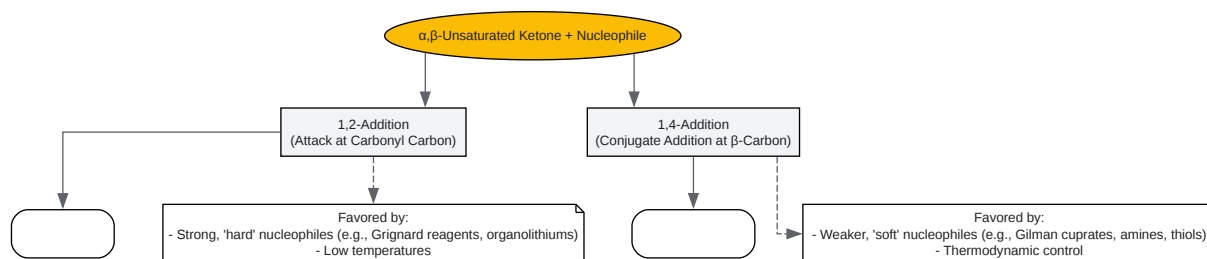 α,β-Unsaturated Ketone + Nucleophile
1,2-Addition
(Attack at Carbonyl Carbon)
1,4-Addition
(Conjugate Addition at β-Carbon)
Favored by:
- Strong, 'hard' nucleophiles (e.g., Grignard reagents, organolithiums)
- Low temperatures
Favored by:
- Weaker, 'soft' nucleophiles (e.g., Gilman cuprates, amines, thiols)
- Thermodynamic control